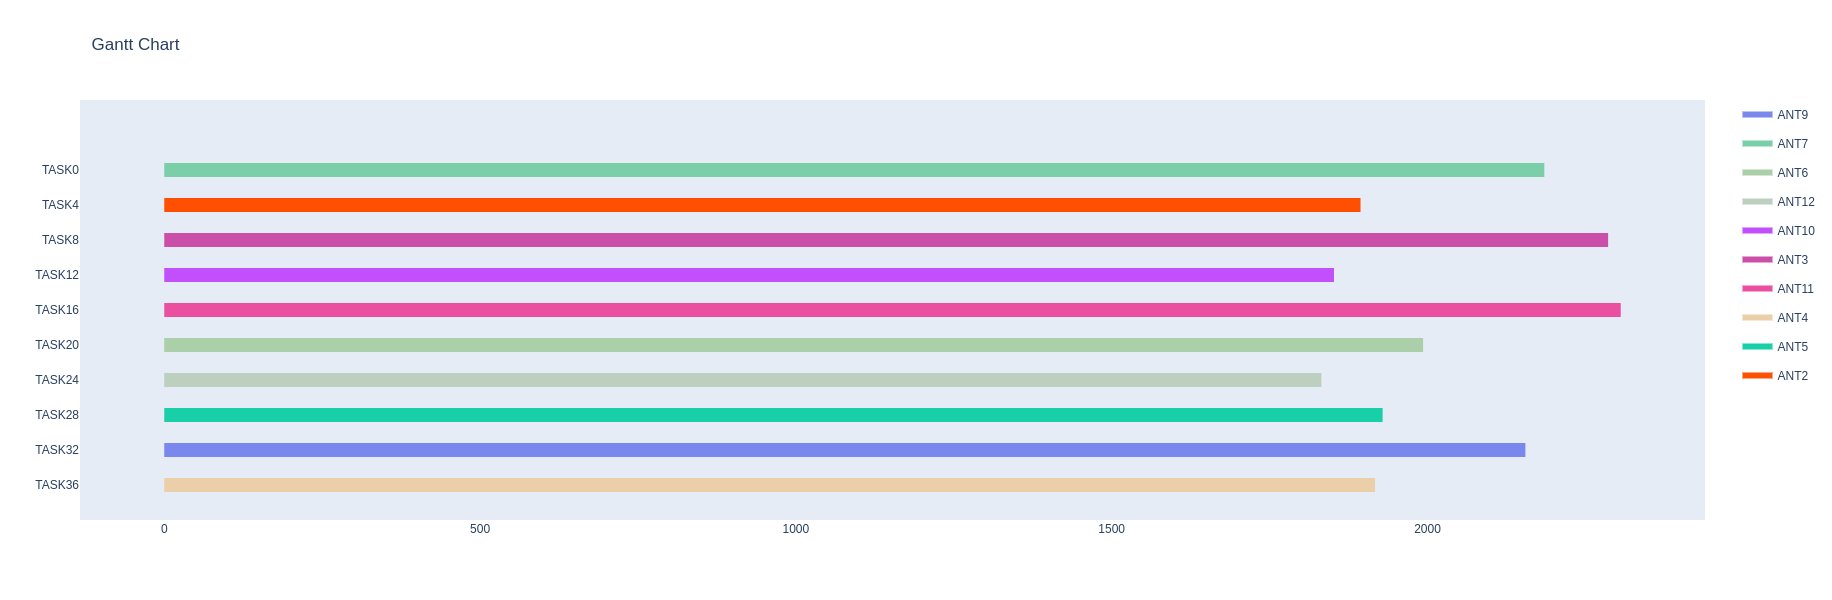 Gantt Chart
TASK0
TASK4
TASK8
TASK12
TASK16
TASK20
TASK24
TASK28
TASK32
TASK36
0 500 1000 1500 2000
ANT9
ANT7
ANT6
ANT12
ANT10
ANT3
ANT11
ANT4
ANT5
ANT2